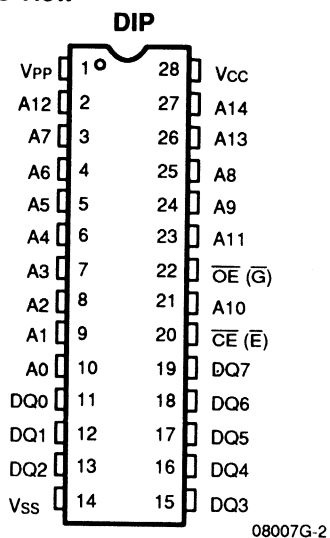 DIP
VPP 1 28 VCC
A12 2 27 A14
A7 3 26 A13
A6 4 25 A8
A5 5 24 A9
A4 6 23 A11
A3 7 22 O̅E̅ (G̅)
A2 8 21 A10
A1 9 20 C̅E̅ (E̅)
A0 10 19 DQ7
DQ0 11 18 DQ6
DQ1 12 17 DQ5
DQ2 13 16 DQ4
VSS 14 15 DQ3
08007G-2